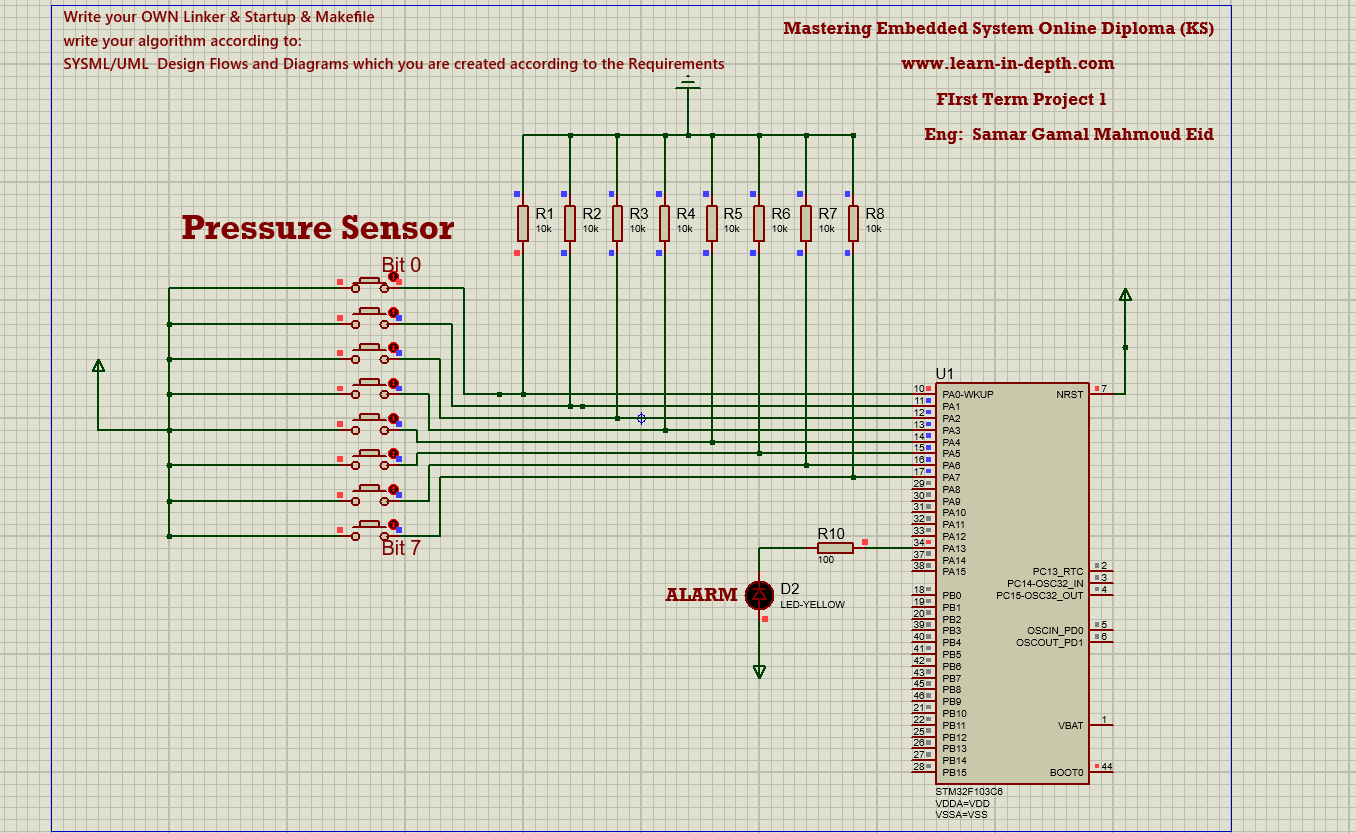 Write your OWN Linker & Startup & Makefile
write your algorithm according to:
SYSML/UML  Design Flows and Diagrams which you are created according to the Requirements
Mastering Embedded System Online Diploma (KS)
www.learn-in-depth.com
FIrst Term Project 1
Eng:  Samar Gamal Mahmoud Eid
Pressure Sensor
Bit 0
Bit 7
R1
10k
R2
10k
R3
10k
R4
10k
R5
10k
R6
10k
R7
10k
R8
10k
R10
100
ALARM
D2
LED-YELLOW
U1
10 PA0-WKUP
11 PA1
12 PA2
13 PA3
14 PA4
15 PA5
16 PA6
17 PA7
29 PA8
30 PA9
31 PA10
32 PA11
33 PA12
34 PA13
37 PA14
38 PA15
18 PB0
19 PB1
20 PB2
39 PB3
40 PB4
41 PB5
42 PB6
43 PB7
45 PB8
46 PB9
21 PB10
22 PB11
25 PB12
26 PB13
27 PB14
28 PB15
NRST 7
PC13_RTC 2
PC14-OSC32_IN 3
PC15-OSC32_OUT 4
OSCIN_PD0 5
OSCOUT_PD1 6
VBAT 1
BOOT0 44
STM32F103C6
VDDA=VDD
VSSA=VSS